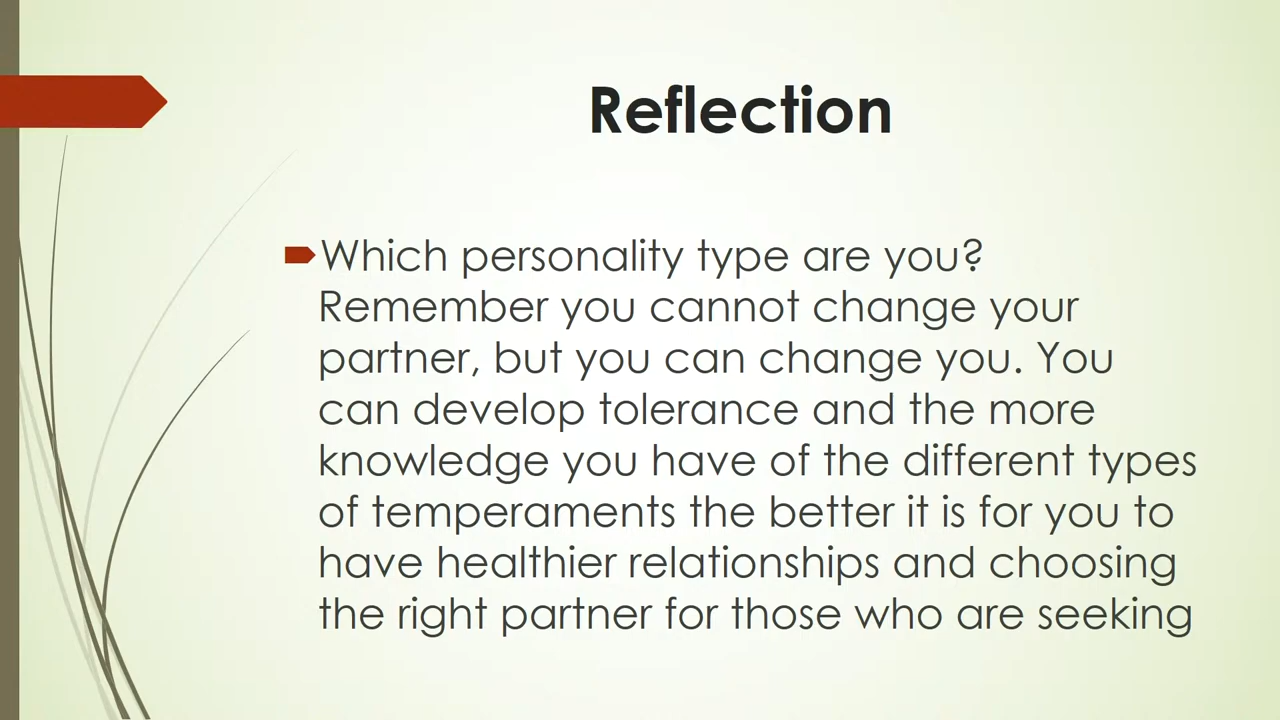 Reflection
Which personality type are you?
Remember you cannot change your
partner, but you can change you. You
can develop tolerance and the more
knowledge you have of the different types
of temperaments the better it is for you to
have healthier relationships and choosing
the right partner for those who are seeking